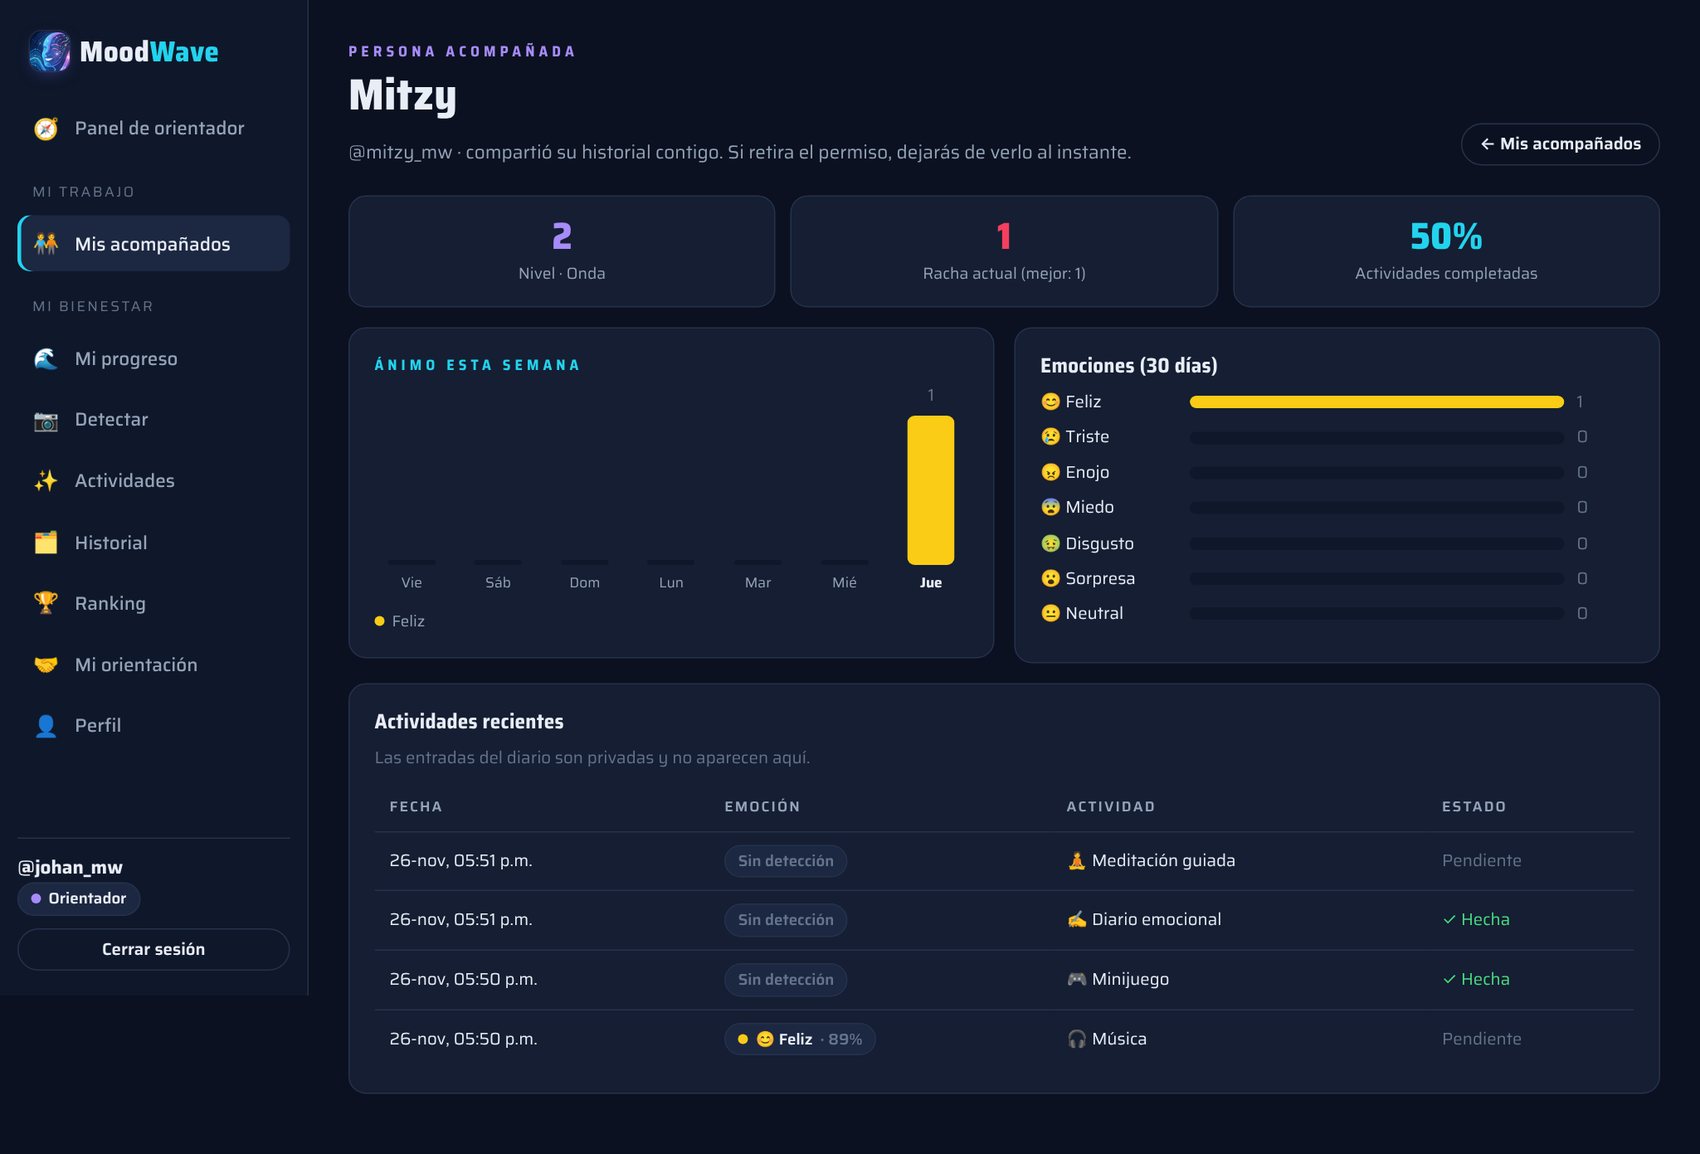 MoodWave
Panel de orientador
MI TRABAJO
Mis acompañados
MI BIENESTAR
Mi progreso
Detectar
Actividades
Historial
Ranking
Mi orientación
Perfil
@johan_mw
Orientador
Cerrar sesión
PERSONA ACOMPAÑADA
Mitzy
@mitzy_mw · compartió su historial contigo. Si retira el permiso, dejarás de verlo al instante.
← Mis acompañados
2
Nivel · Onda
1
Racha actual (mejor: 1)
50%
Actividades completadas
ÁNIMO ESTA SEMANA
1
Vie Sáb Dom Lun Mar Mié Jue
Feliz
Emociones (30 días)
Feliz 1
Triste 0
Enojo 0
Miedo 0
Disgusto 0
Sorpresa 0
Neutral 0
Actividades recientes
Las entradas del diario son privadas y no aparecen aquí.
FECHA EMOCIÓN ACTIVIDAD ESTADO
26-nov, 05:51 p.m. Sin detección Meditación guiada Pendiente
26-nov, 05:51 p.m. Sin detección Diario emocional ✓ Hecha
26-nov, 05:50 p.m. Sin detección Minijuego ✓ Hecha
26-nov, 05:50 p.m. Feliz · 89% Música Pendiente